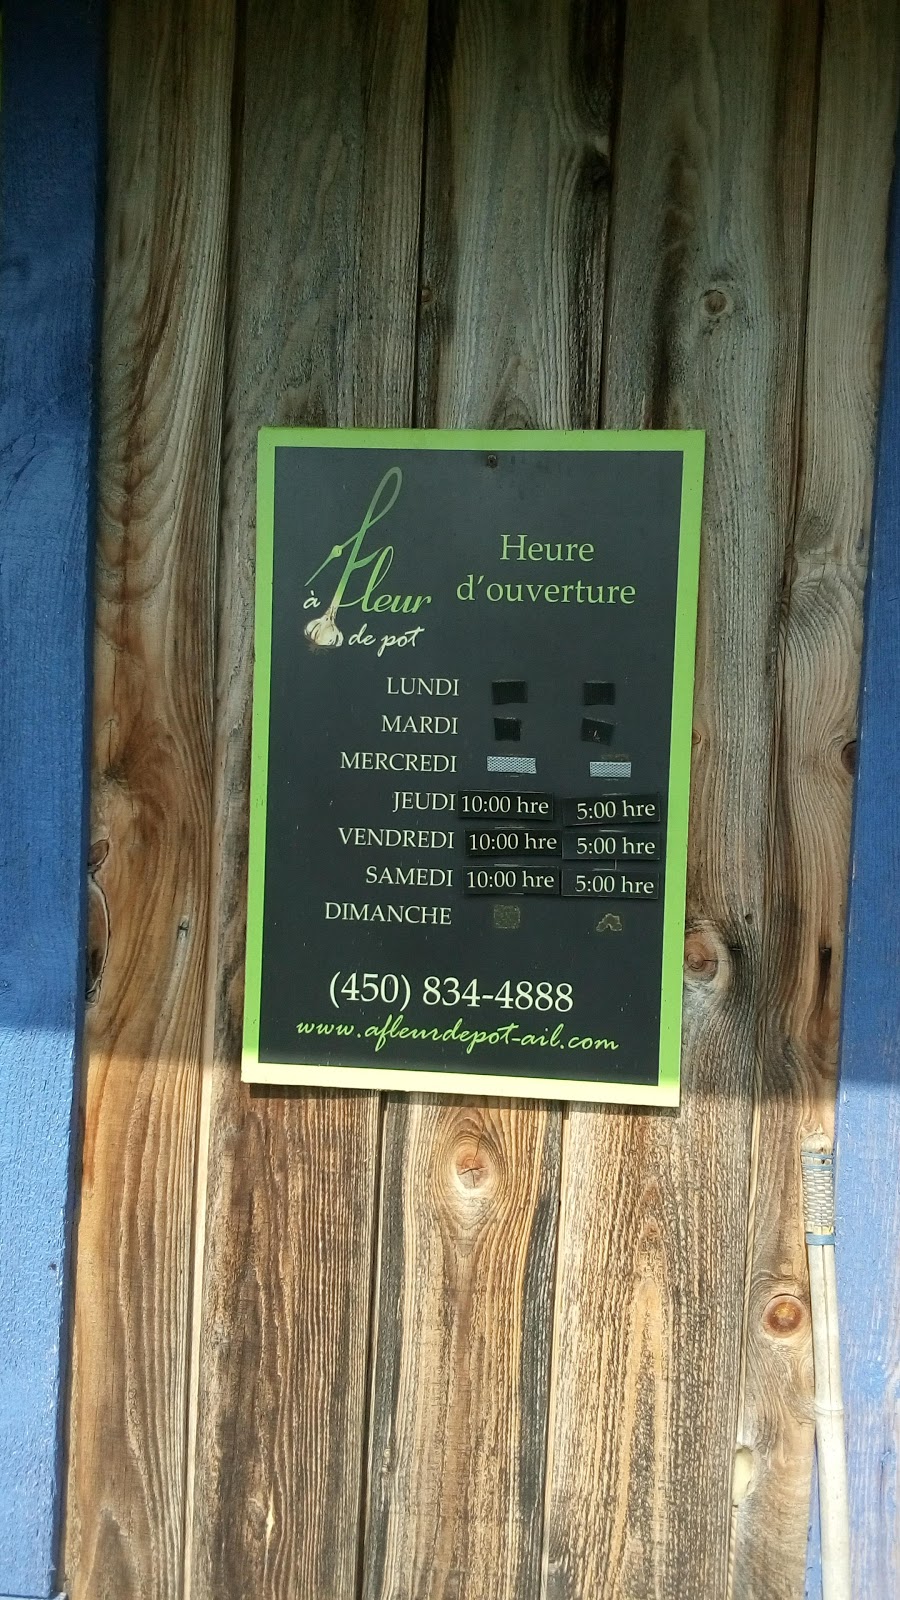 à fleur
de pot
Heure
d'ouverture
LUNDI
MARDI
MERCREDI
JEUDI 10:00 hre 5:00 hre
VENDREDI 10:00 hre 5:00 hre
SAMEDI 10:00 hre 5:00 hre
DIMANCHE
(450) 834-4888
www.afleurdepot-ail.com